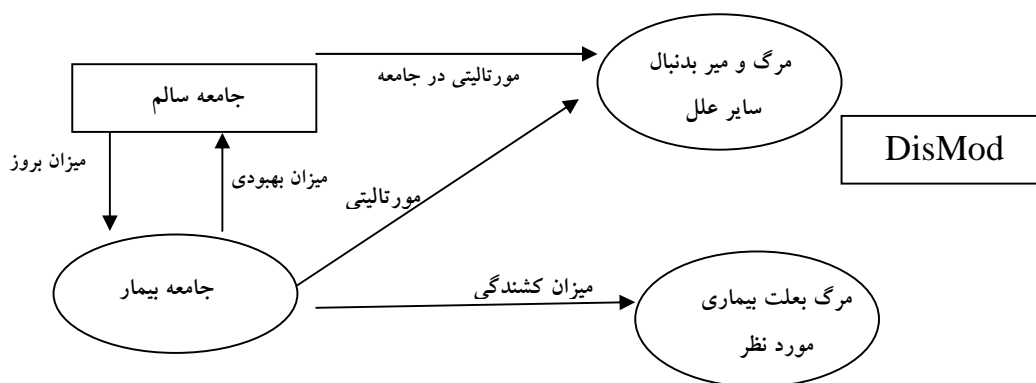 مرگ و میر بدنبال
سایر علل
مورتالیتی در جامعه
جامعه سالم
DisMod
میزان بروز
میزان بهبودی
مورتالیتی
جامعه بیمار
میزان کشندگی
مرگ بعلت بیماری
مورد نظر